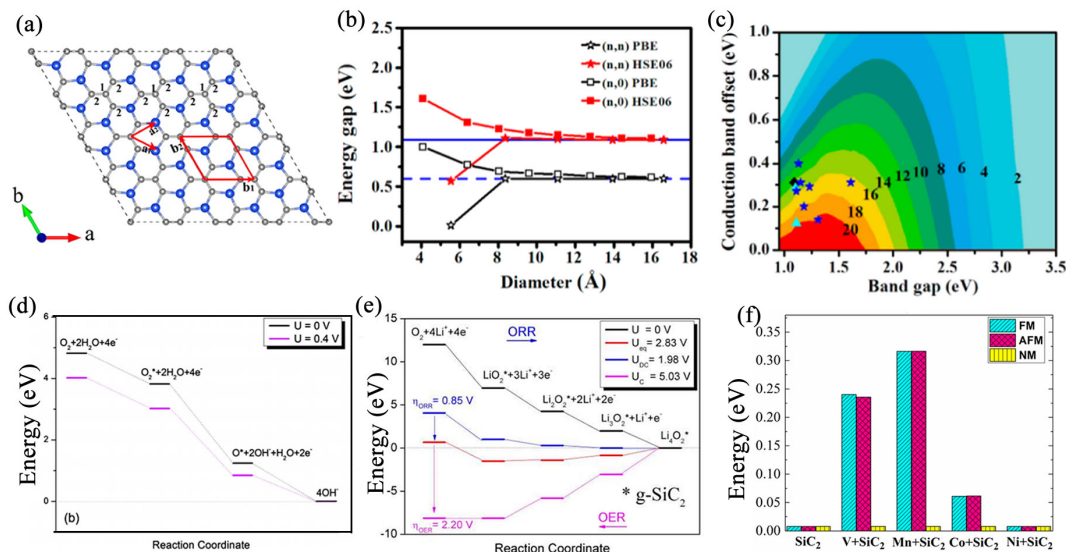 (a)
1 1 1
2 2 2 2
2 2 2
a₂
a₁
b₂
b₁
b
a
(b)
Energy gap (eV)
2.5
2.0
1.5
1.0
0.5
0.0
(n,n) PBE
(n,n) HSE06
(n,0) PBE
(n,0) HSE06
4 6 8 10 12 14 16 18
Diameter (Å)
(c)
Conduction band offset (eV)
1.0
0.8
0.6
0.4
0.2
0.0
20 18 16 14 12 10 8 6 4 2
1.0 1.5 2.0 2.5 3.0 3.5
Band gap (eV)
(d)
Energy (eV)
6
4
2
0
U = 0 V
U = 0.4 V
O₂+2H₂O+4e⁻
O₂*+2H₂O+4e⁻
O*+2OH⁻+H₂O+2e⁻
4OH⁻
(b)
Reaction Coordinate
(e)
Energy (eV)
15
10
5
0
-5
-10
O₂+4Li⁺+4e⁻
ORR
U = 0 V
U_eq = 2.83 V
U_DC = 1.98 V
U_C = 5.03 V
LiO₂*+3Li⁺+3e⁻
Li₂O₂*+2Li⁺+2e⁻
Li₃O₂*+Li⁺+e⁻
Li₄O₂*
η_ORR = 0.85 V
* g-SiC₂
η_OER = 2.20 V
OER
Reaction Coordinate
(f)
Energy (eV)
0.35
0.30
0.25
0.20
0.15
0.10
0.05
0.00
FM
AFM
NM
SiC₂ V+SiC₂ Mn+SiC₂ Co+SiC₂ Ni+SiC₂